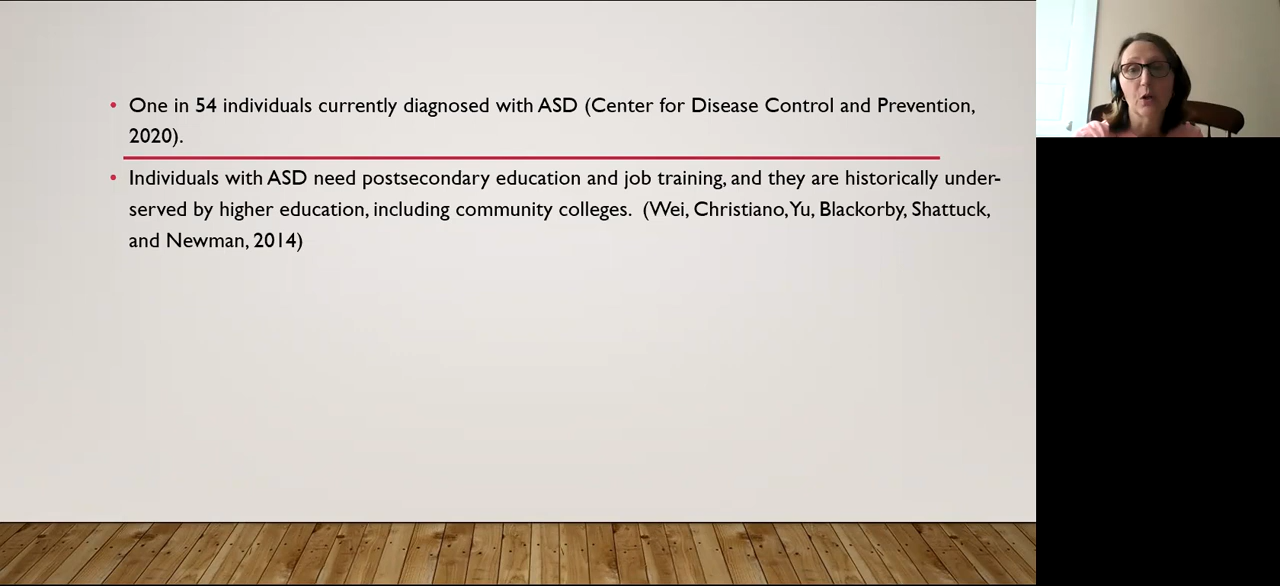 • One in 54 individuals currently diagnosed with ASD (Center for Disease Control and Prevention,
2020).
• Individuals with ASD need postsecondary education and job training, and they are historically under-
served by higher education, including community colleges.  (Wei, Christiano, Yu, Blackorby, Shattuck,
and Newman, 2014)